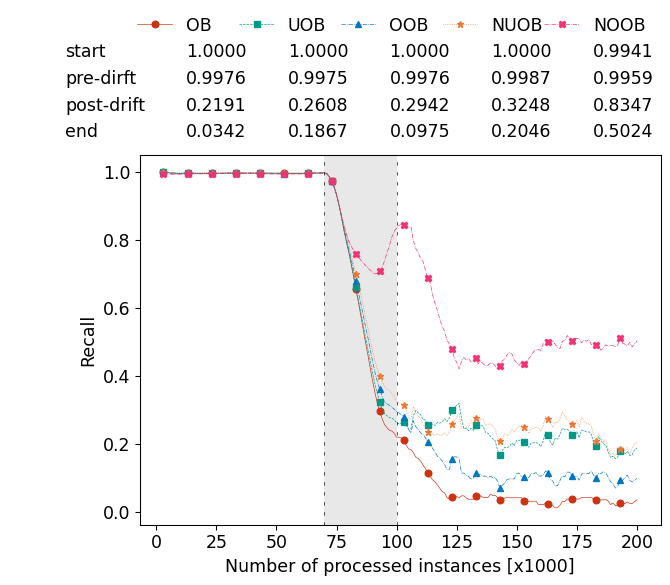 OB UOB OOB NUOB NOOB
start 1.0000 1.0000 1.0000 1.0000 0.9941
pre-dirft 0.9976 0.9975 0.9976 0.9987 0.9959
post-drift 0.2191 0.2608 0.2942 0.3248 0.8347
end 0.0342 0.1867 0.0975 0.2046 0.5024
1.0
0.8
0.6
0.4
0.2
0.0
Recall
0 25 50 75 100 125 150 175 200
Number of processed instances [x1000]